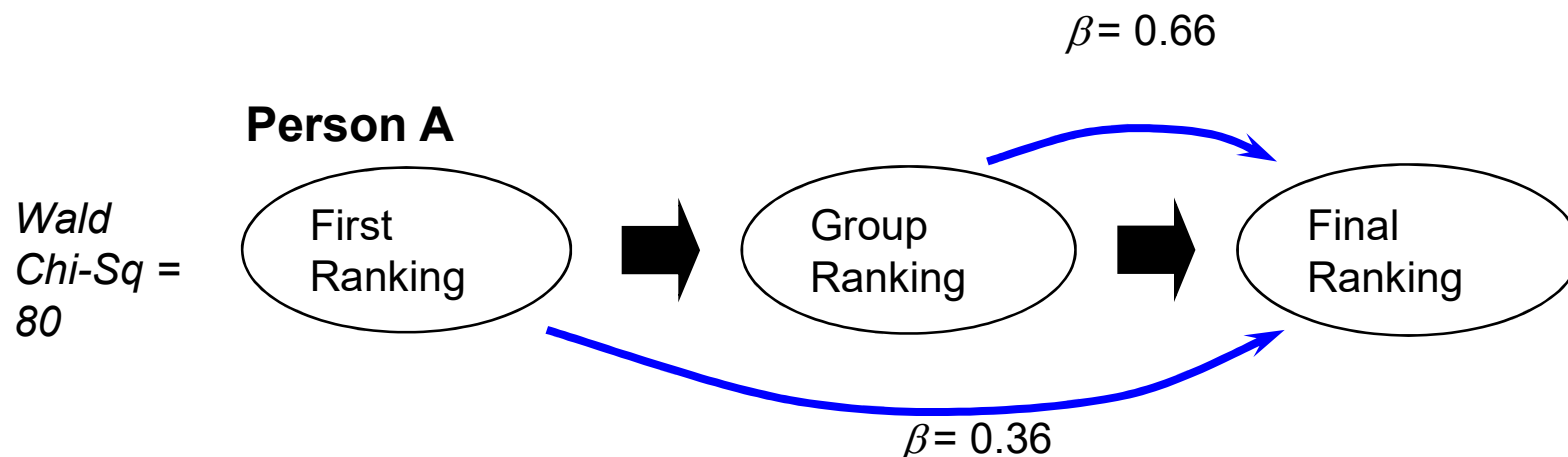 β = 0.66
Person A
Wald
Chi-Sq =
80
First
Ranking
Group
Ranking
Final
Ranking
β = 0.36